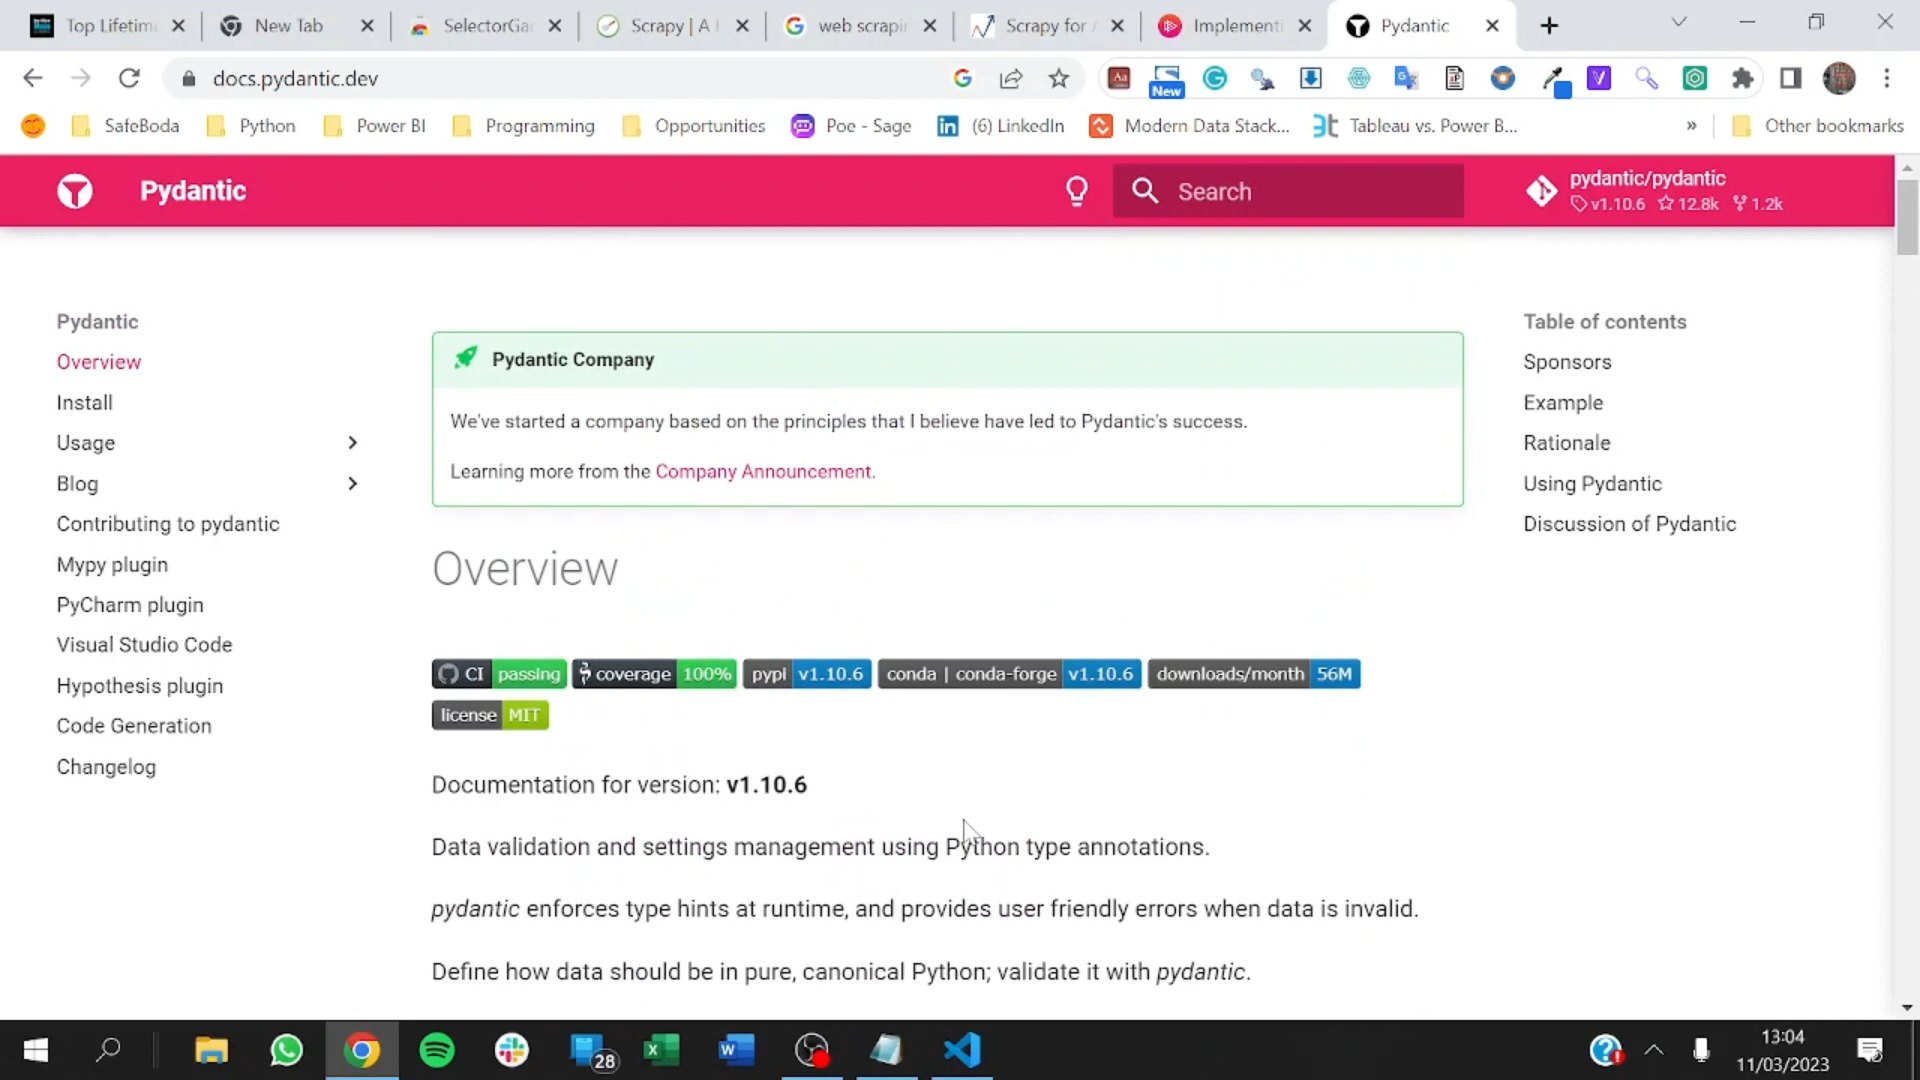 Top Lifetime
New Tab
SelectorGa
Scrapy | A
web scrapin
Scrapy for
Implementi
Pydantic
docs.pydantic.dev
New
SafeBoda
Python
Power BI
Programming
Opportunities
Poe - Sage
(6) LinkedIn
Modern Data Stack...
Tableau vs. Power B...
»
Other bookmarks
Pydantic
Search
pydantic/pydantic
v1.10.6 12.8k 1.2k
Pydantic
Overview
Install
Usage
Blog
Contributing to pydantic
Mypy plugin
PyCharm plugin
Visual Studio Code
Hypothesis plugin
Code Generation
Changelog
Pydantic Company
We've started a company based on the principles that I believe have led to Pydantic's success.
Learning more from the Company Announcement.
Overview
CI passing coverage 100% pypi v1.10.6 conda | conda-forge v1.10.6 downloads/month 56M
license MIT
Documentation for version: v1.10.6
Data validation and settings management using Python type annotations.
pydantic enforces type hints at runtime, and provides user friendly errors when data is invalid.
Define how data should be in pure, canonical Python; validate it with pydantic.
Table of contents
Sponsors
Example
Rationale
Using Pydantic
Discussion of Pydantic
28
13:04
11/03/2023